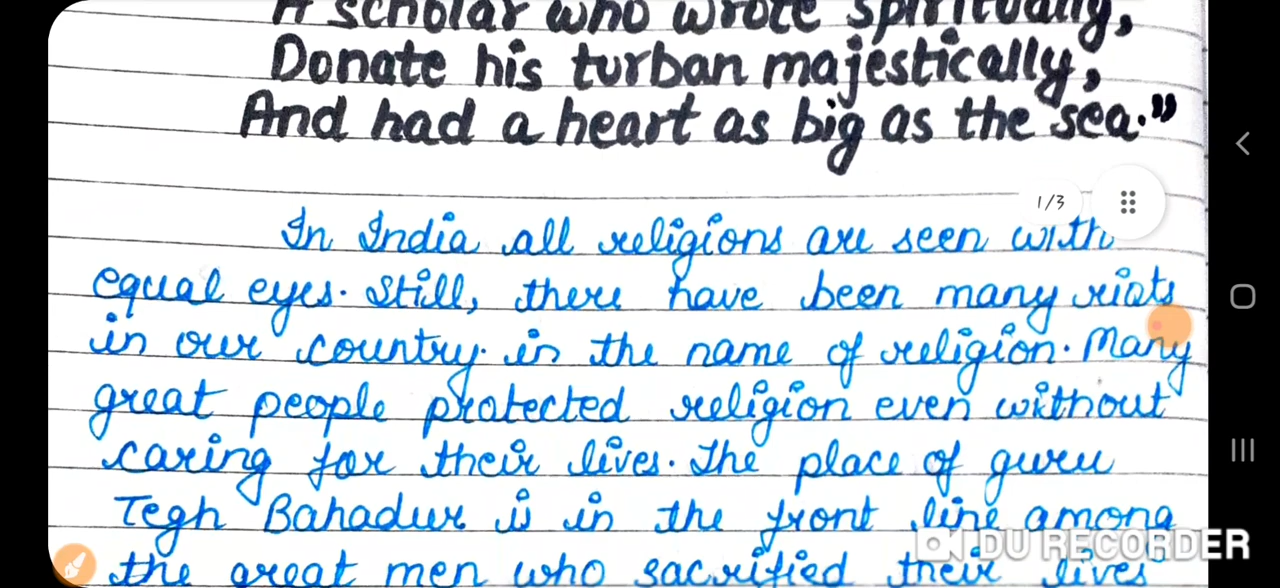 A scholar who wrote spiritually,
Donate his turban majestically,
And had a heart as big as the sea."
1/3
In India all religions are seen with
equal eyes. Still, there have been many riots
in our country. in the name of religion. Many
great people protected religion even without
caring for their lives. The place of guru
Tegh Bahadur is in the front line among
DU RECORDER
the great men who sacrified their lives